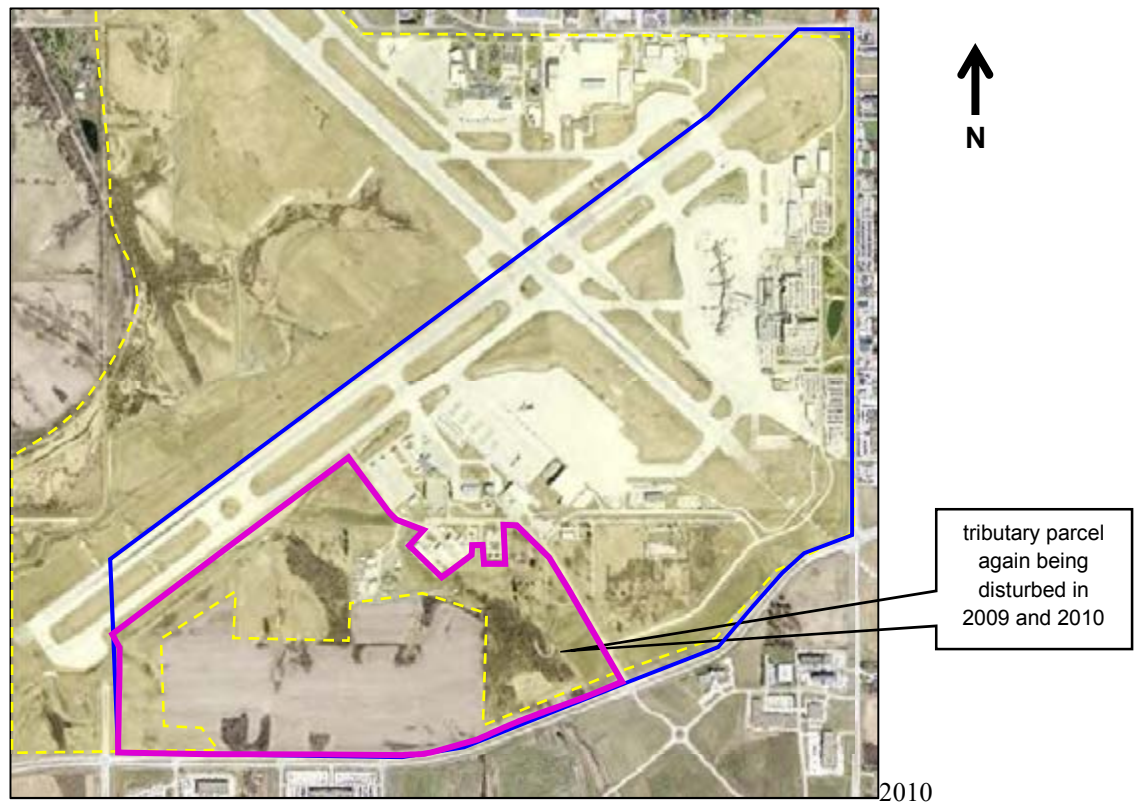 N
tributary parcel
again being
disturbed in
2009 and 2010
2010